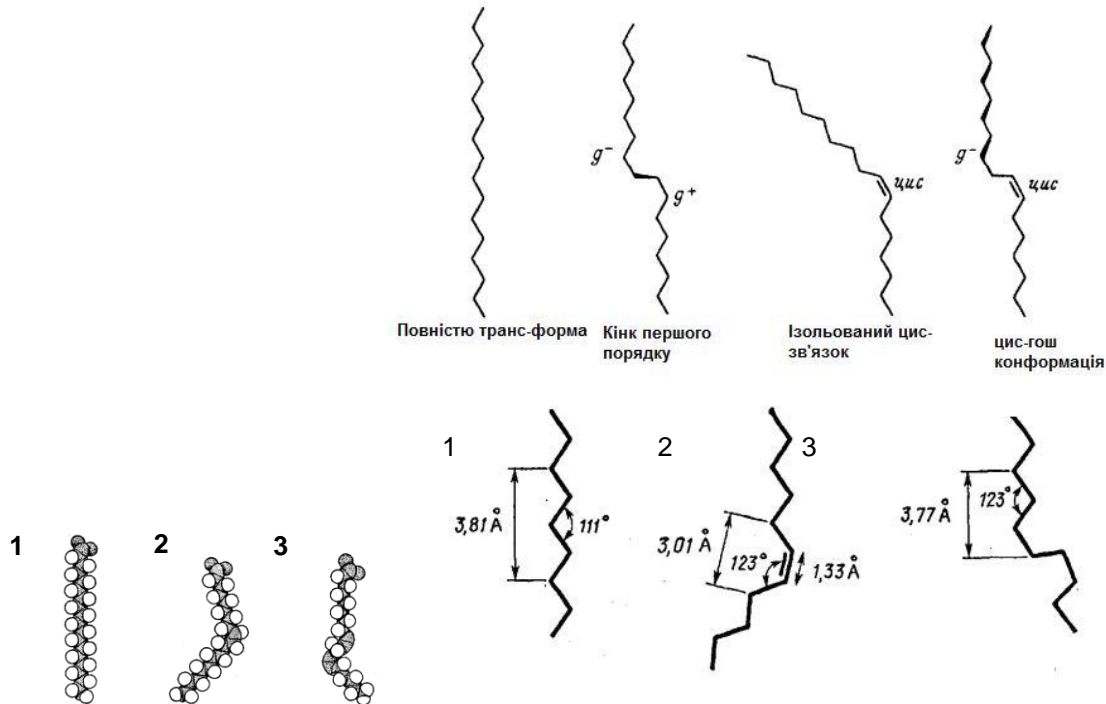 g⁻
g⁺
цис
g⁻
цис
Повністю транс-форма
Кінк першого
порядку
Ізольований цис-
зв'язок
цис-гош
конформація
1
2
3
3,81 Å
111°
3,01 Å
123°
1,33 Å
3,77 Å
123°
1
2
3